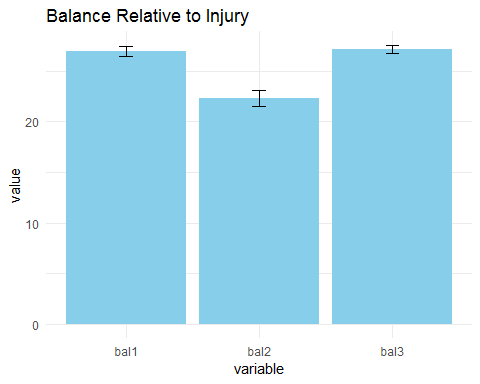 Balance Relative to Injury
value
20
10
0
bal1 bal2 bal3
variable